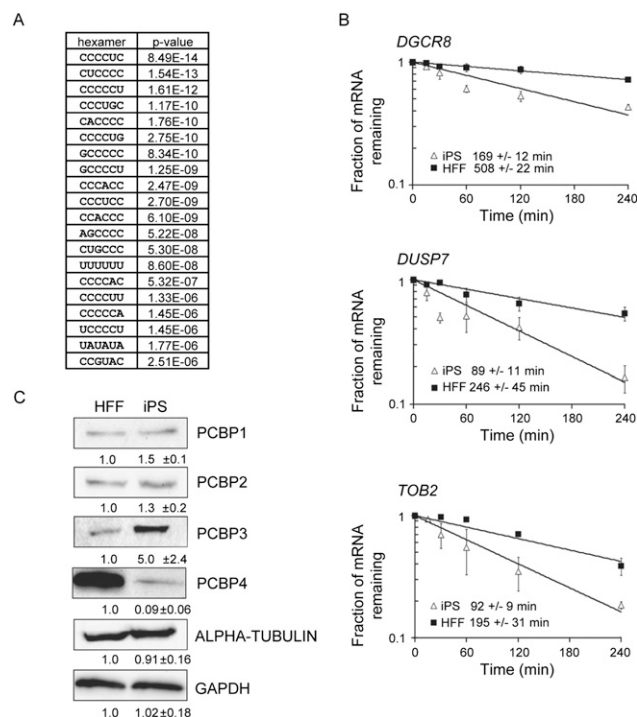 A
hexamer p-value
CCCCUC 8.49E-14
CUCCCC 1.54E-13
CCCCCU 1.61E-12
CCCUGC 1.17E-10
CACCCC 1.76E-10
CCCCUG 2.75E-10
GCCCCC 8.34E-10
GCCCCU 1.25E-09
CCCACC 2.47E-09
CCCUCC 2.70E-09
CCACCC 6.10E-09
AGCCCC 5.22E-08
CUGCCC 5.30E-08
UUUUUU 8.60E-08
CCCCAC 5.32E-07
CCCCUU 1.33E-06
CCCCCA 1.45E-06
UCCCCU 1.45E-06
UAUAUA 1.77E-06
CCGUAC 2.51E-06
B
DGCR8
Fraction of mRNA
remaining
1
0.1
iPS 169 +/- 12 min
HFF 508 +/- 22 min
0 60 120 180 240
Time (min)
DUSP7
Fraction of mRNA
remaining
1
0.1
iPS 89 +/- 11 min
HFF 246 +/- 45 min
0 60 120 180 240
Time (min)
TOB2
Fraction of mRNA
remaining
1
0.1
iPS 92 +/- 9 min
HFF 195 +/- 31 min
0 60 120 180 240
Time (min)
C
HFF iPS
PCBP1
1.0 1.5 ±0.1
PCBP2
1.0 1.3 ±0.2
PCBP3
1.0 5.0 ±2.4
PCBP4
1.0 0.09±0.06
ALPHA-TUBULIN
1.0 0.91±0.16
GAPDH
1.0 1.02±0.18